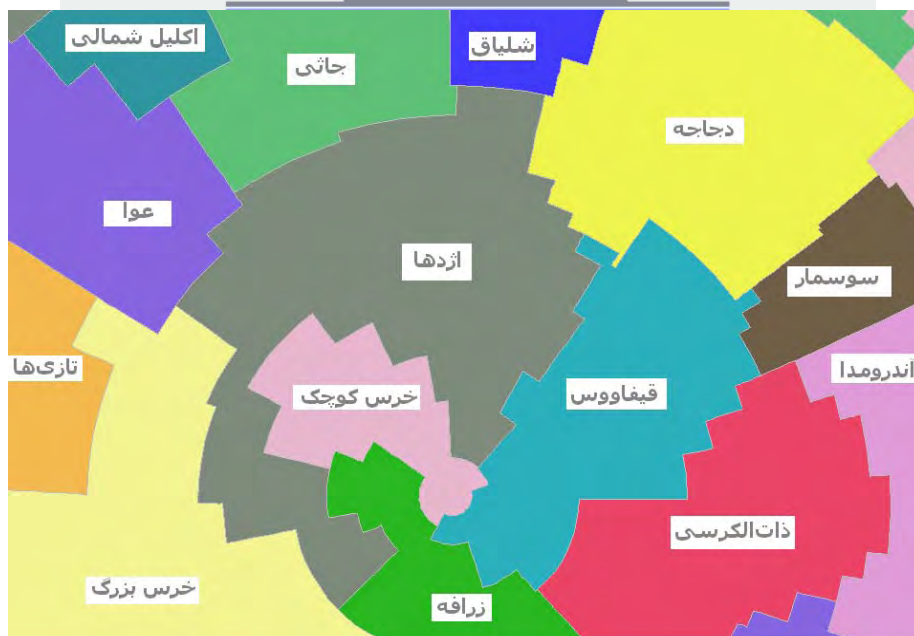 اکلیل شمالی
جاثی
شلیاق
دجاجه
عوا
اژدها
سوسمار
تازی‌ها
خرس کوچک
قیفاووس
آندرومدا
ذات‌الکرسی
خرس بزرگ
زرافه